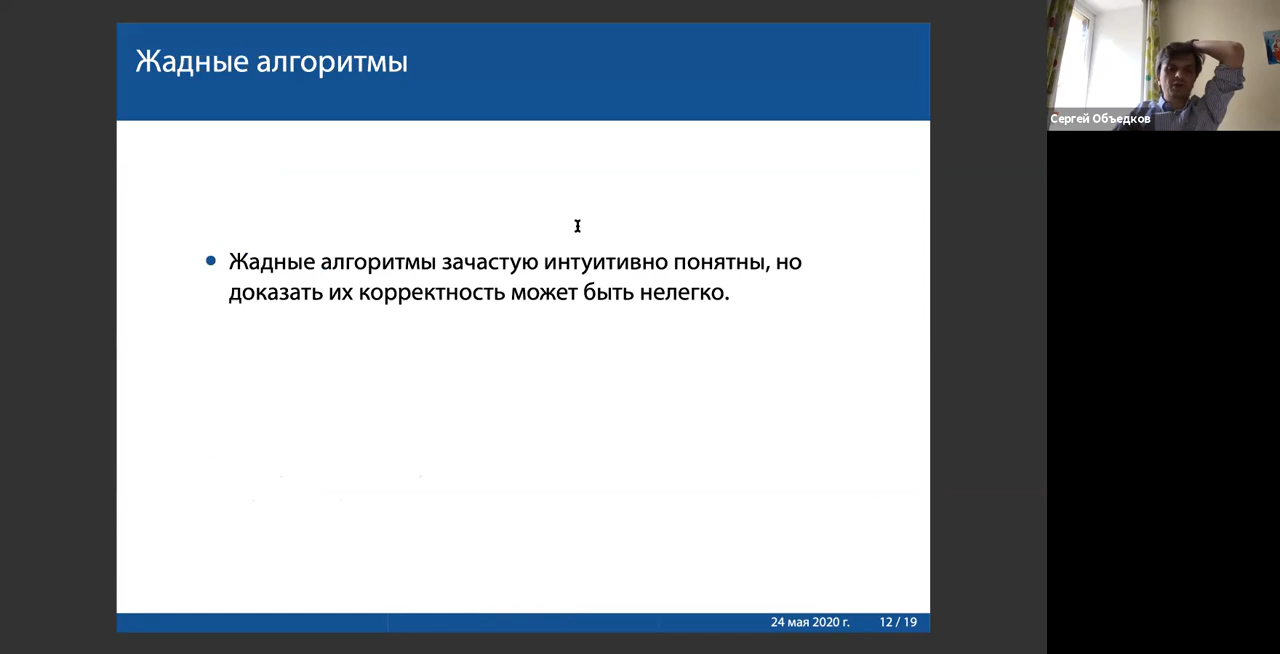 Жадные алгоритмы
Сергей Объедков
Жадные алгоритмы зачастую интуитивно понятны, но
доказать их корректность может быть нелегко.
24 мая 2020 г.
12 / 19